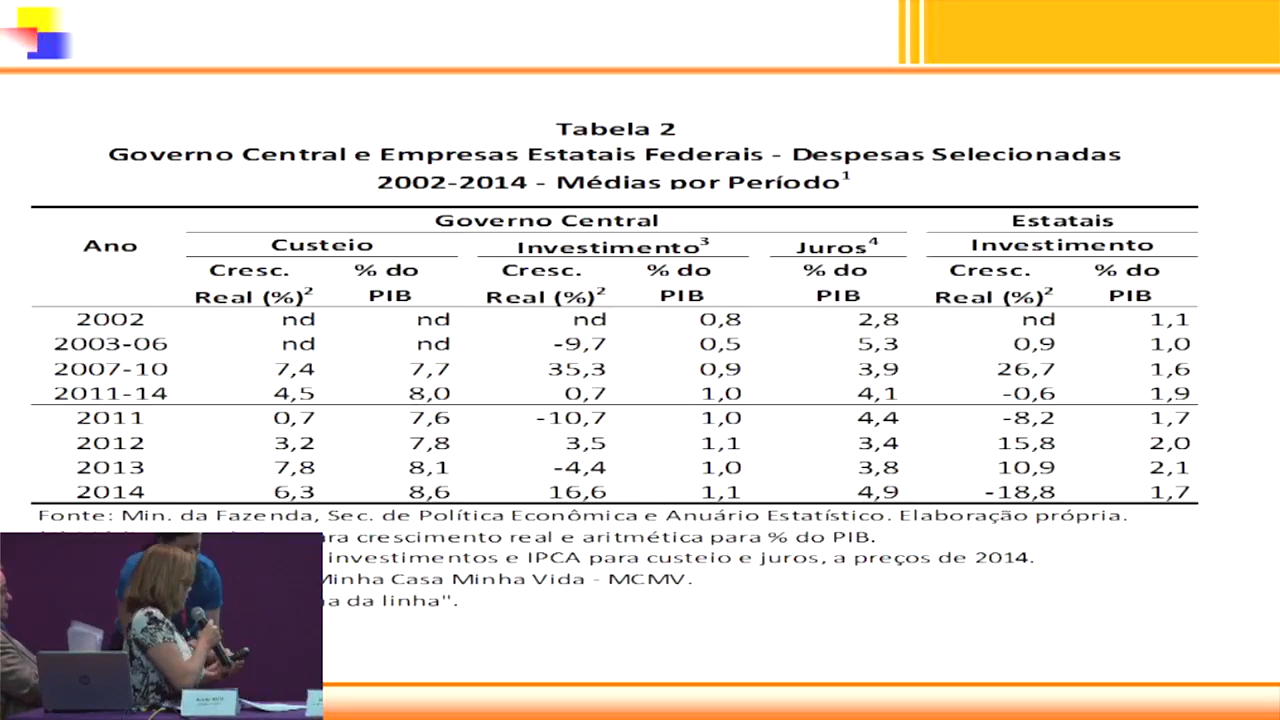 Tabela 2
Governo Central e Empresas Estatais Federais - Despesas Selecionadas
2002-2014 - Médias por Período¹
Governo Central Estatais
Ano Custeio Investimento³ Juros⁴ Investimento
Cresc. % do Cresc. % do % do Cresc. % do
Real (%)² PIB Real (%)² PIB PIB Real (%)² PIB
2002 nd nd nd 0,8 2,8 nd 1,1
2003-06 nd nd -9,7 0,5 5,3 0,9 1,0
2007-10 7,4 7,7 35,3 0,9 3,9 26,7 1,6
2011-14 4,5 8,0 0,7 1,0 4,1 -0,6 1,9
2011 0,7 7,6 -10,7 1,0 4,4 -8,2 1,7
2012 3,2 7,8 3,5 1,1 3,4 15,8 2,0
2013 7,8 8,1 -4,4 1,0 3,8 10,9 2,1
2014 6,3 8,6 16,6 1,1 4,9 -18,8 1,7
Fonte: Min. da Fazenda, Sec. de Política Econômica e Anuário Estatístico. Elaboração própria.
crescimento real e aritmética para % do PIB.
investimentos e IPCA para custeio e juros, a preços de 2014.
Minha Casa Minha Vida - MCMV.
da linha".